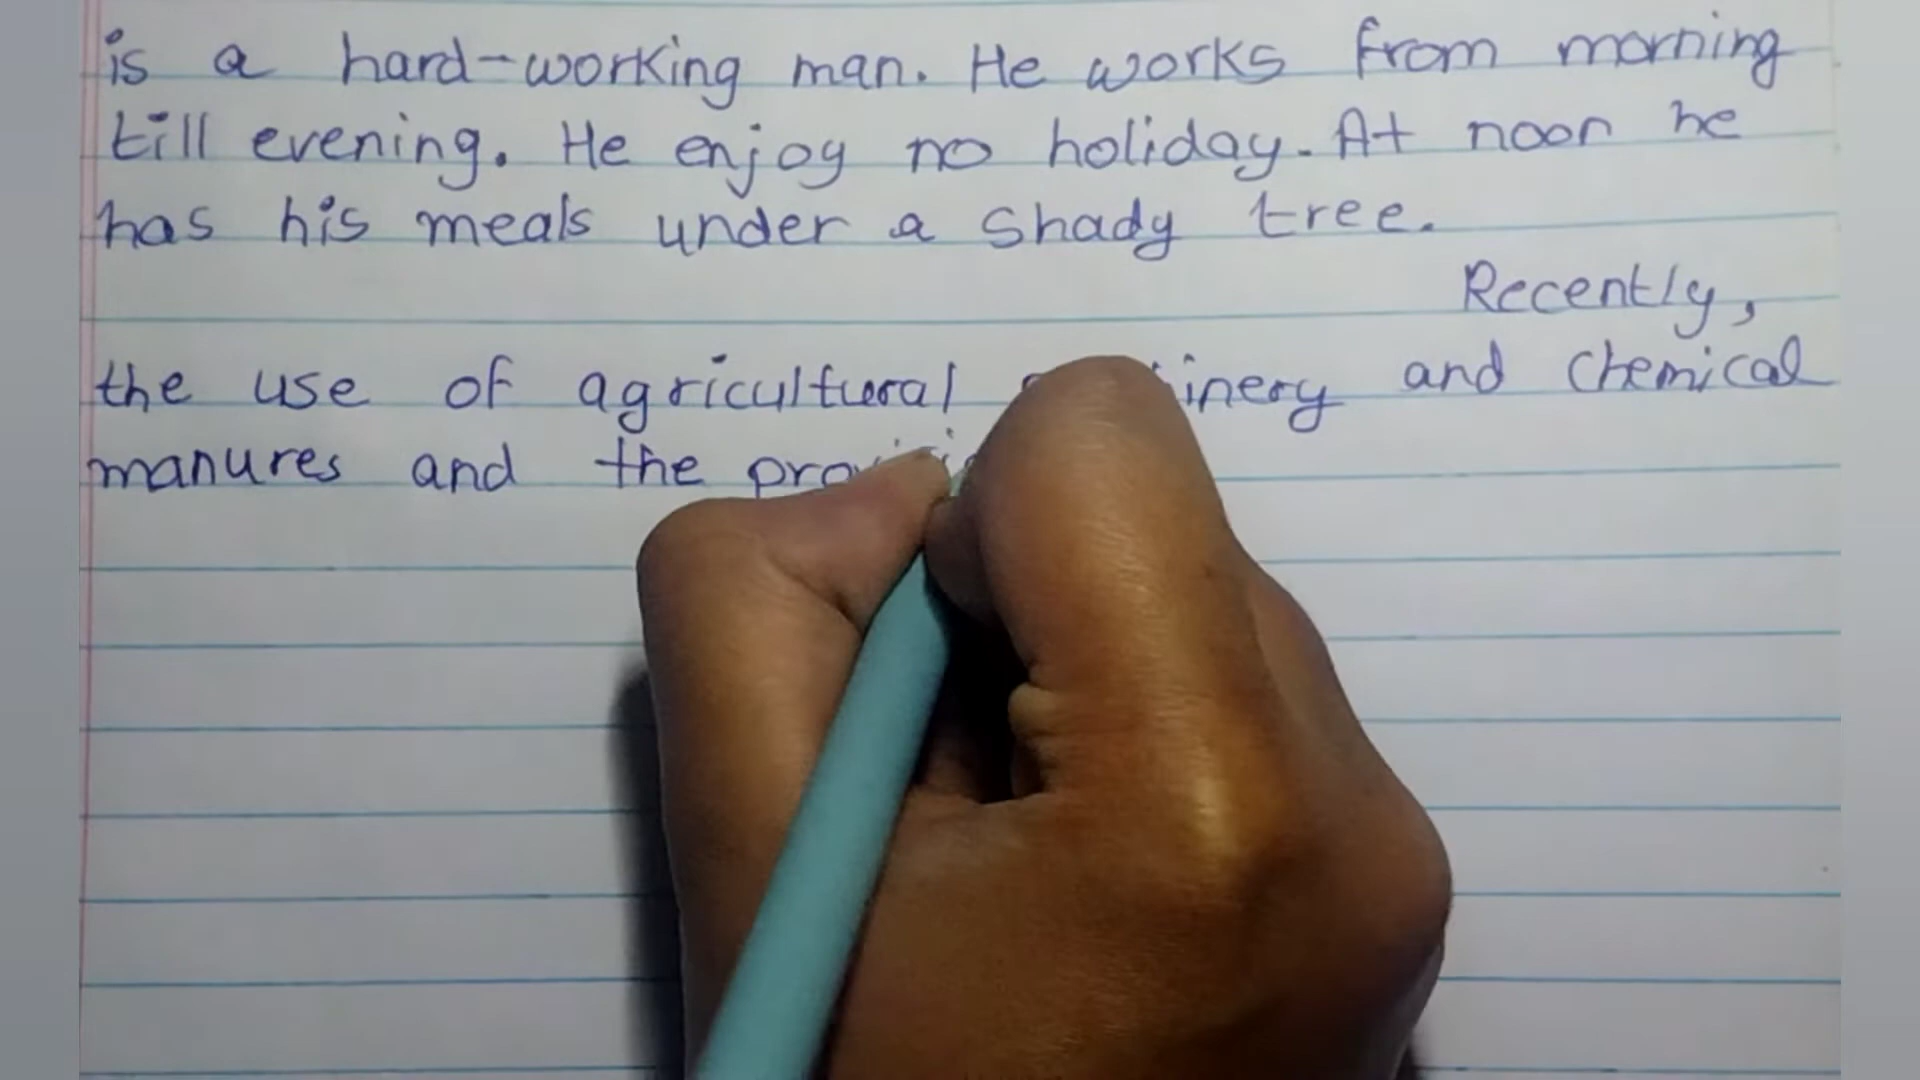 is a hard-working man. He works from morning
till evening. He enjoy no holiday. At noon he
has his meals under a shady tree.
Recently,
the use of agricultural and chemical
manures and the